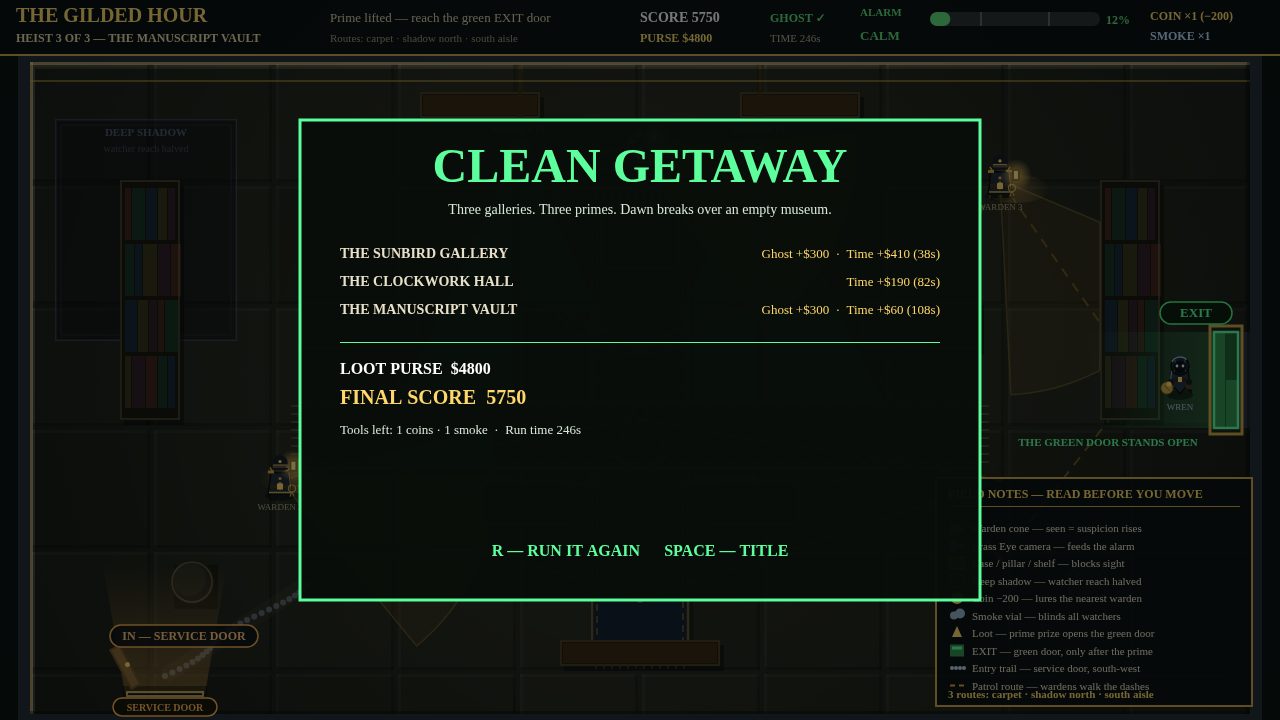 THE GILDED HOUR
HEIST 3 OF 3 — THE MANUSCRIPT VAULT
Prime lifted — reach the green EXIT door
Routes: carpet · shadow north · south aisle
SCORE 5750
PURSE $4800
GHOST ✓
TIME 246s
ALARM
CALM
12%
COIN ×1 (−200)
SMOKE ×1
DEEP SHADOW
watcher reach halved
CLEAN GETAWAY
Three galleries. Three primes. Dawn breaks over an empty museum.
THE SUNBIRD GALLERY Ghost +$300 · Time +$410 (38s)
THE CLOCKWORK HALL Time +$190 (82s)
THE MANUSCRIPT VAULT Ghost +$300 · Time +$60 (108s)
LOOT PURSE $4800
FINAL SCORE 5750
Tools left: 1 coins · 1 smoke · Run time 246s
R — RUN IT AGAIN SPACE — TITLE
WARDEN 3
EXIT
WREN
THE GREEN DOOR STANDS OPEN
WARDEN
NOTES — READ BEFORE YOU MOVE
cone — seen = suspicion rises
Eye camera — feeds the alarm
/ pillar / shelf — blocks sight
shadow — watcher reach halved
−200 — lures the nearest warden
Smoke vial — blinds all watchers
Loot — prime prize opens the green door
EXIT — green door, only after the prime
Entry trail — service door, south-west
Patrol route — wardens walk the dashes
3 routes: carpet · shadow north · south aisle
IN — SERVICE DOOR
SERVICE DOOR